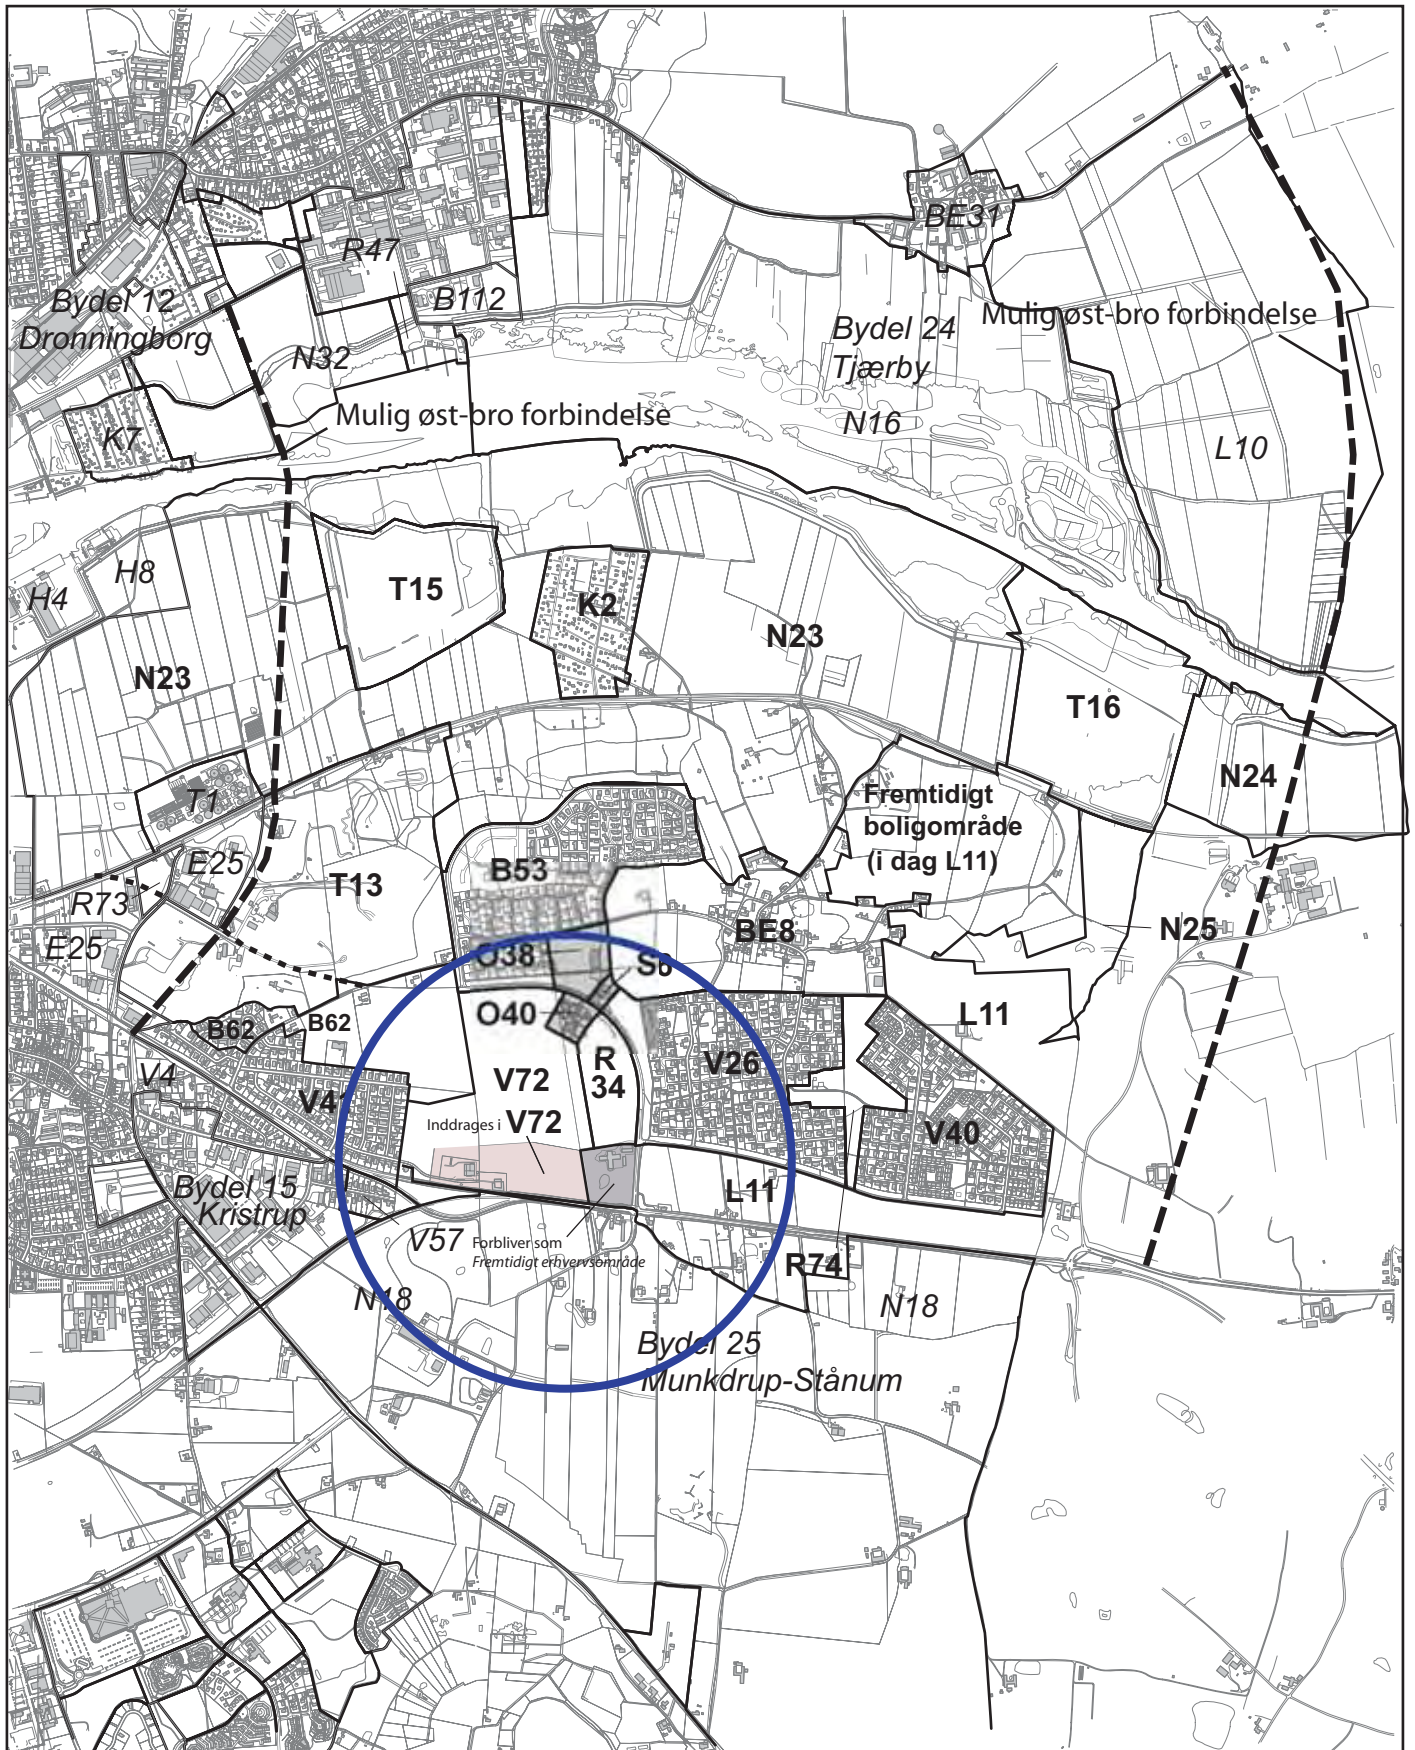 BE31
R47
Bydel 12
Dronningborg
B112
Bydel 24
Tjærby
Mulig øst-bro forbindelse
N32
Mulig øst-bro forbindelse
N16
K7
L10
H8
H4
T15
K2
N23
N23
T16
N24
T1
Fremtidigt
boligområde
(i dag L11)
E25
T13
B53
R73
E25
BE8
N25
O38
S6
O40
B62
B62
L11
V4
V41
V72
R
34
V26
Inddrages i V72
V40
Bydel 15
Kristrup
L11
V57
Forbliver som
Fremtidigt erhvervsområde
R74
N18
N18
Bydel 25
Munkdrup-Stånum